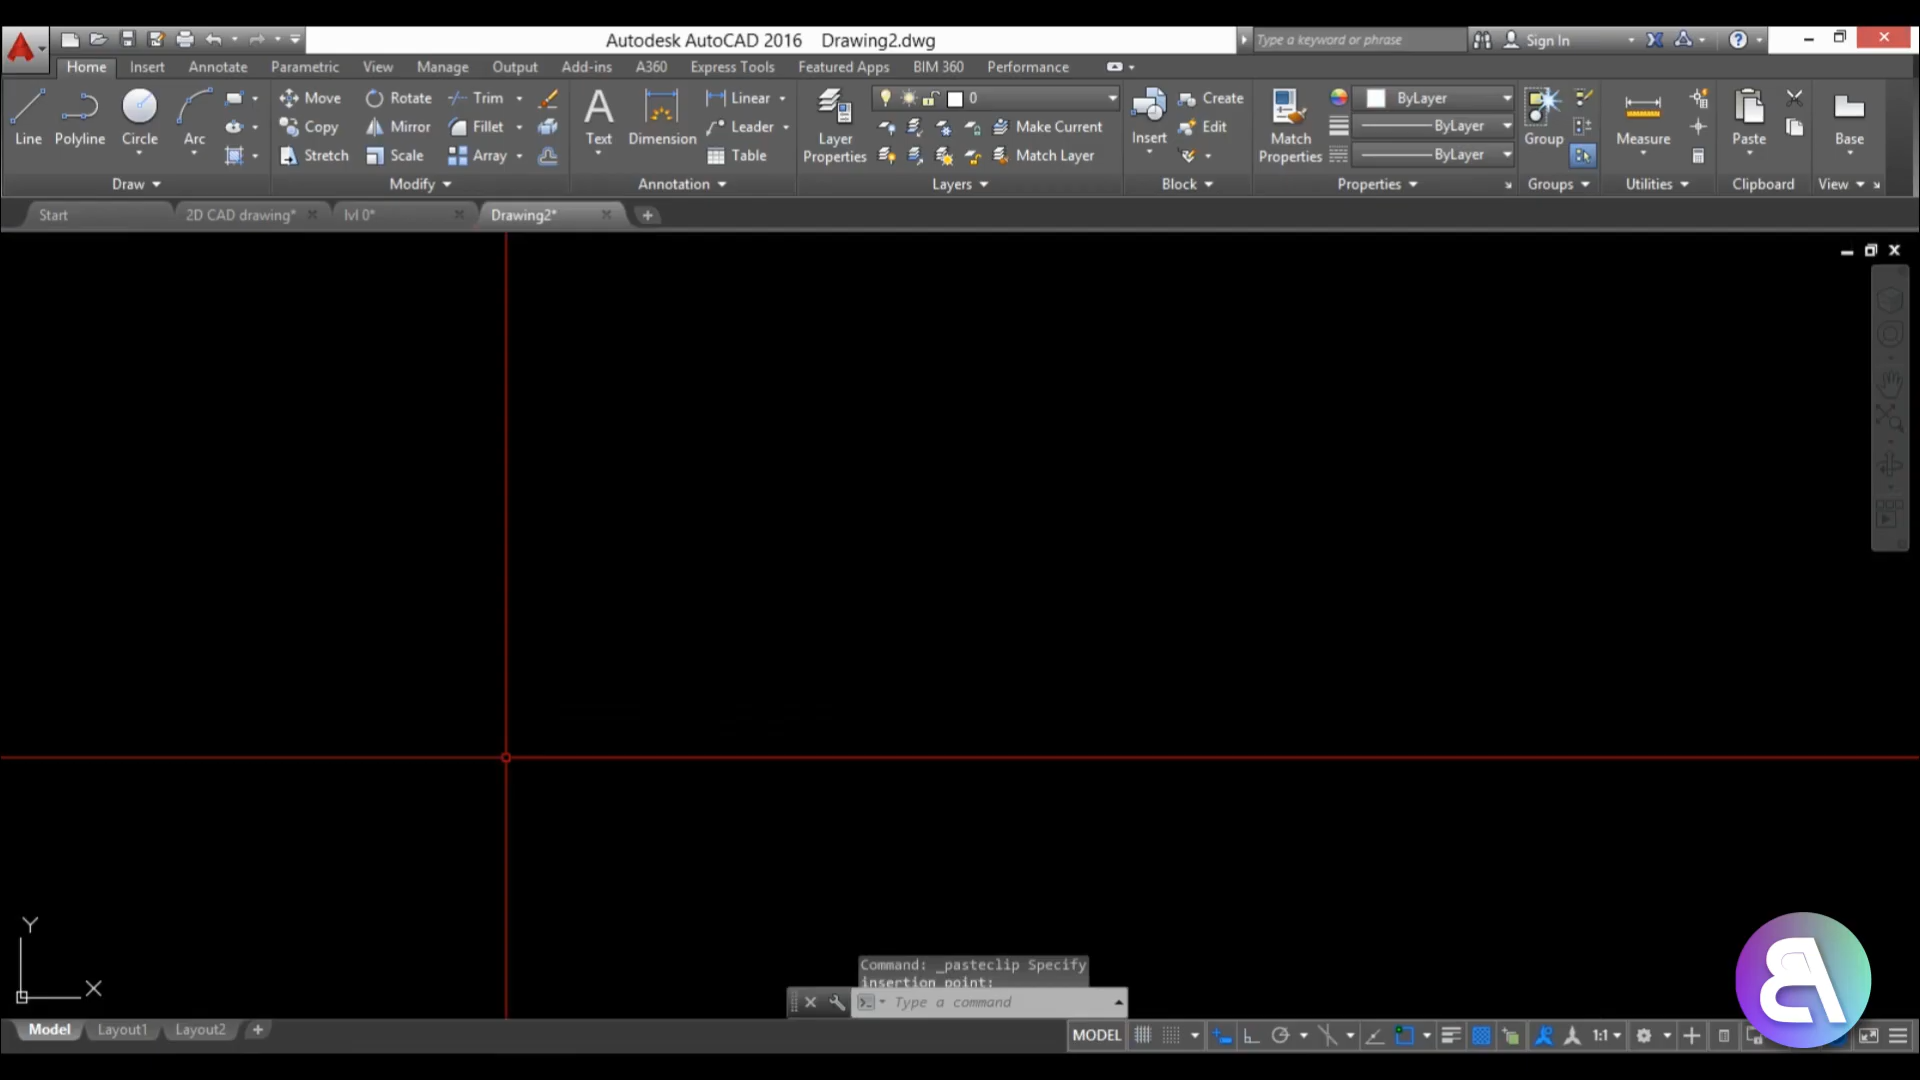 Autodesk AutoCAD 2016 Drawing2.dwg
Type a keyword or phrase
Sign In
Home Insert Annotate Parametric View Manage Output Add-ins A360 Express Tools Featured Apps BIM 360 Performance
Line Polyline Circle Arc
Move Rotate Trim
Copy Mirror Fillet
Stretch Scale Array
Text Dimension
Linear
Leader
Table
Layer Properties
0
Make Current
Match Layer
Insert
Create
Edit
Match Properties
ByLayer
ByLayer
ByLayer
Group Measure Paste Base
Draw Modify Annotation Layers Block Properties Groups Utilities Clipboard View
Start 2D CAD drawing* lvl 0* Drawing2*
Y
X
Command: _pasteclip Specify
insertion point:
Type a command
Model Layout1 Layout2
MODEL 1:1